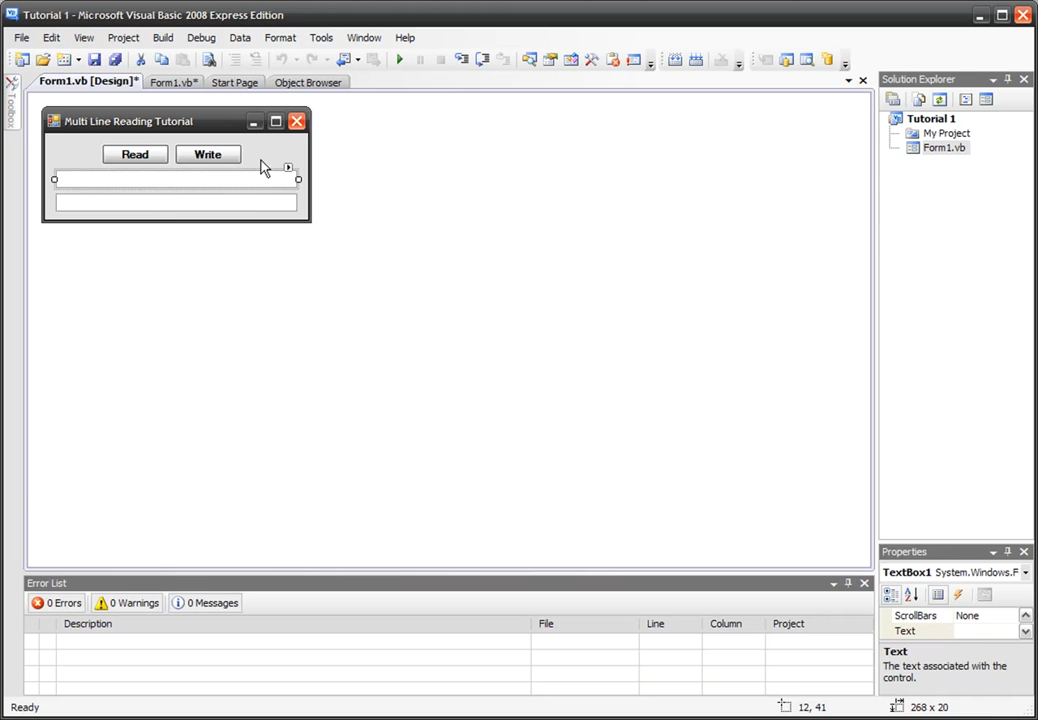 Tutorial 1 - Microsoft Visual Basic 2008 Express Edition
File Edit View Project Build Debug Data Format Tools Window Help
Toolbox
Form1.vb [Design]* Form1.vb* Start Page Object Browser
Multi Line Reading Tutorial
Read Write
Solution Explorer
Tutorial 1
My Project
Form1.vb
Properties
TextBox1 System.Windows.F
A Z
ScrollBars None
Text
Text
The text associated with the
control.
Error List
0 Errors 0 Warnings 0 Messages
Description File Line Column Project
Ready 12, 41 268 x 20